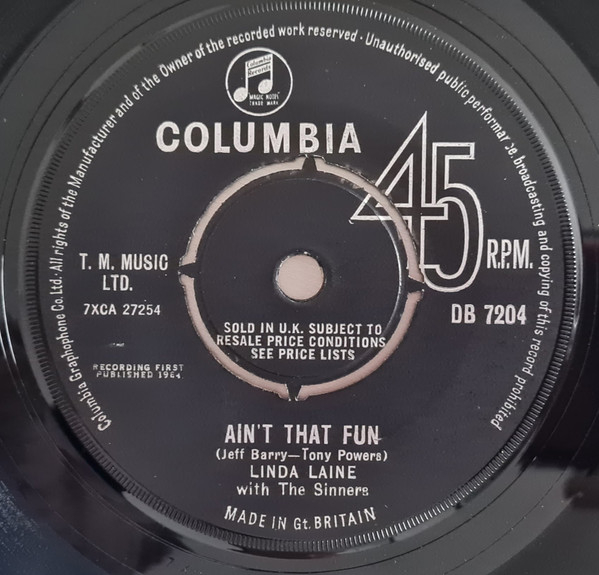 Columbia Graphophone Co. Ltd. All rights of the Manufacturer and of the Owner of the recorded work reserved · Unauthorised public performance, broadcasting and copying of this record prohibited
Columbia
Records
MAGIC NOTES
TRADE MARK
COLUMBIA
45
R.P.M.
T. M. MUSIC
LTD.
7XCA 27254
DB 7204
SOLD IN U.K. SUBJECT TO
RESALE PRICE CONDITIONS
SEE PRICE LISTS
RECORDING FIRST
PUBLISHED 1964
AIN'T THAT FUN
(Jeff Barry—Tony Powers)
LINDA LAINE
with The Sinners
MADE IN Gt. BRITAIN